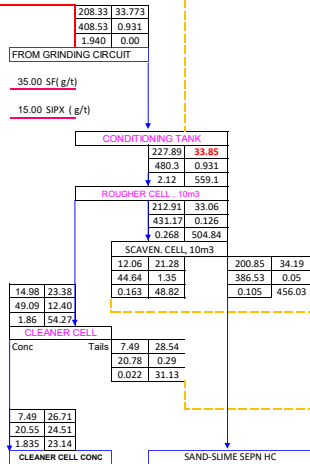 208.33 33.773
408.53 0.931
1.940 0.00
FROM GRINDING CIRCUIT
35.00 SF( g/t)
15.00 SIPX ( g/t)
CONDITIONING TANK
227.89 33.85
480.3 0.931
2.12 559.1
ROUGHER CELL , 10m3
212.91 33.06
431.17 0.126
0.268 504.84
SCAVEN. CELL, 10m3
12.06 21.28 200.85 34.19
44.64 1.35 386.53 0.05
0.163 48.82 0.105 456.03
14.98 23.38
49.09 12.40
1.86 54.27
CLEANER CELL
Conc Tails 7.49 28.54
20.78 0.29
0.022 31.13
7.49 26.71
20.55 24.51
1.835 23.14
CLEANER CELL CONC SAND-SLIME SEPN HC